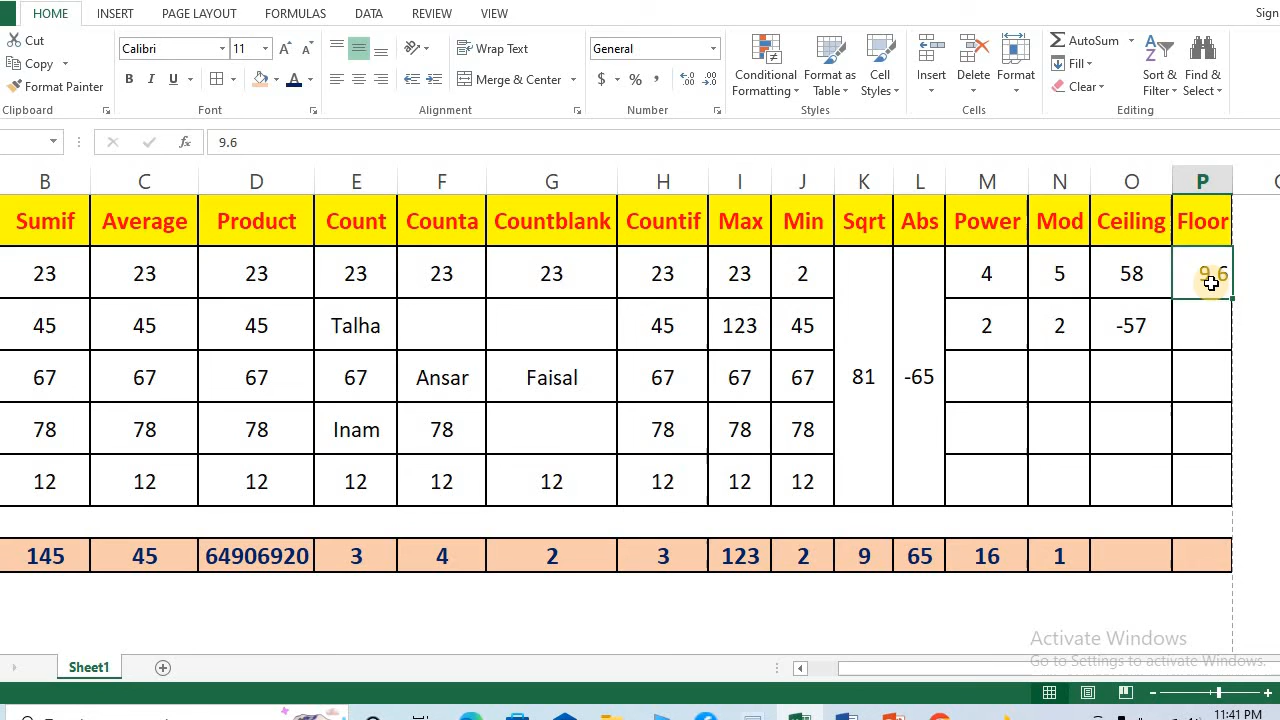 HOME INSERT PAGE LAYOUT FORMULAS DATA REVIEW VIEW Sign
Cut
Copy
Format Painter
Clipboard
Calibri 11
B I U A
Font
Wrap Text
Merge & Center
Alignment
General
$ % ,
Number
Conditional Formatting
Format as Table
Cell Styles
Styles
Insert Delete Format
Cells
AutoSum
Fill
Clear
Sort & Filter
Find & Select
Editing
fx 9.6
B C D E F G H I J K L M N O P
Sumif Average Product Count Counta Countblank Countif Max Min Sqrt Abs Power Mod Ceiling Floor
23 23 23 23 23 23 23 23 2 4 5 58 9.6
45 45 45 Talha 45 123 45 2 2 -57
67 67 67 67 Ansar Faisal 67 67 67 81 -65
78 78 78 Inam 78 78 78 78
12 12 12 12 12 12 12 12 12
145 45 64906920 3 4 2 3 123 2 9 65 16 1
Activate Windows
Go to Settings to activate Windows.
Sheet1
11:41 PM